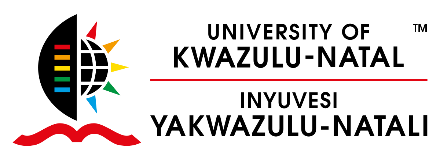 UNIVERSITY OF ™
KWAZULU-NATAL
INYUVESI
YAKWAZULU-NATALI